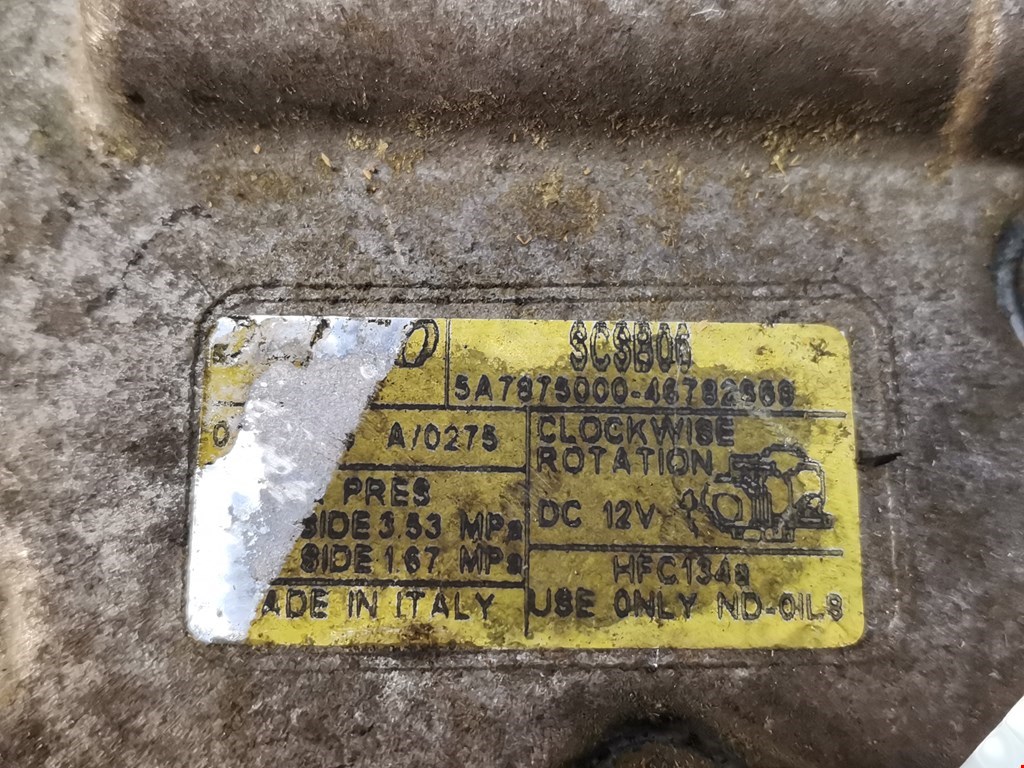 SCSB06
5A7875000-46782668
A/0275
CLOCKWISE
ROTATION
DC 12V
PRES
SIDE 3.53 MPa
SIDE 1.67 MPa
HFC134a
ADE IN ITALY
USE ONLY ND-OIL8